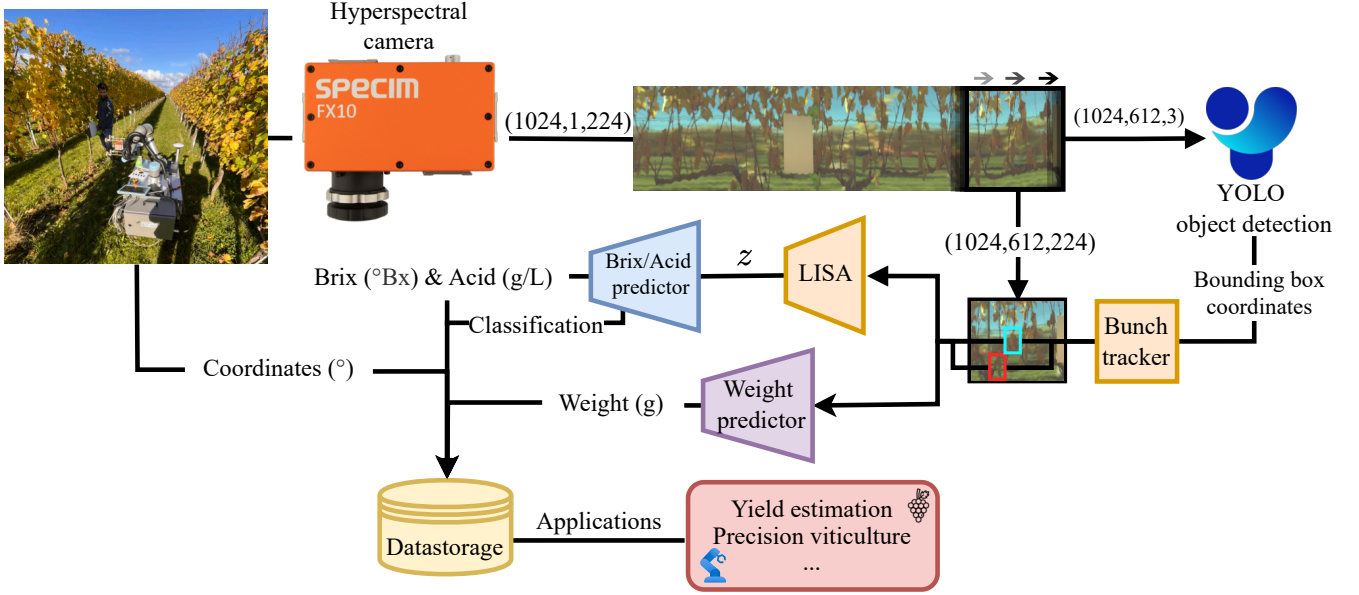 Hyperspectral
camera
SPECIM
FX10
(1024,1,224)
(1024,612,3)
YOLO
object detection
(1024,612,224)
Bounding box
coordinates
Bunch
tracker
LISA
z
Brix/Acid
predictor
Brix (°Bx) & Acid (g/L)
Classification
Coordinates (°)
Weight
predictor
Weight (g)
Datastorage
Applications
Yield estimation
Precision viticulture
...